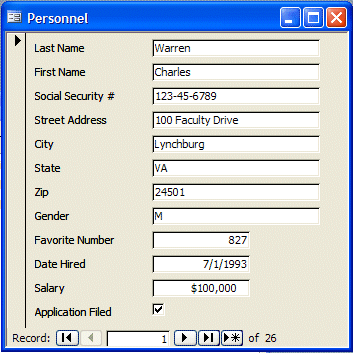 Personnel
Last Name Warren
First Name Charles
Social Security # 123-45-6789
Street Address 100 Faculty Drive
City Lynchburg
State VA
Zip 24501
Gender M
Favorite Number 827
Date Hired 7/1/1993
Salary $100,000
Application Filed
Record: 1 of 26